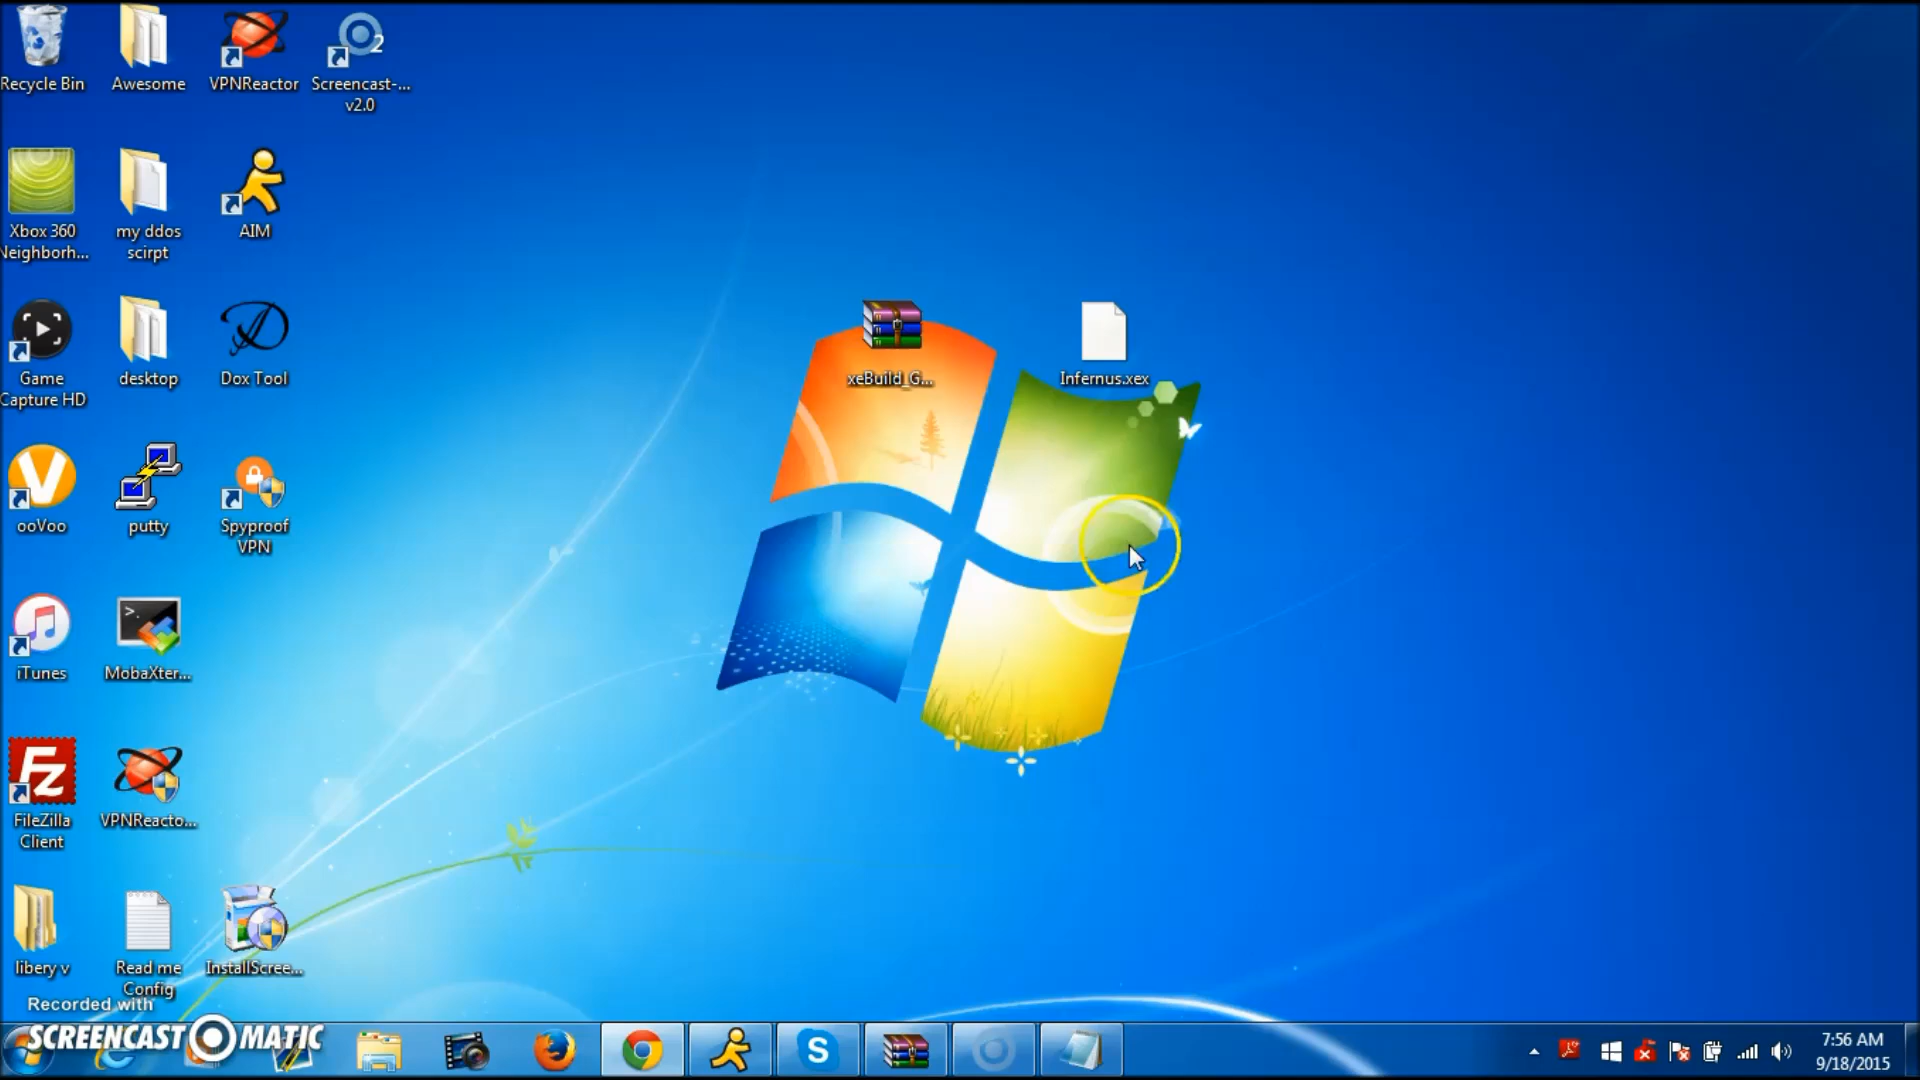 Recycle Bin
Awesome
VPNReactor
Screencast-...
v2.0
2
Xbox 360
Neighborh...
my ddos
scirpt
AIM
Game
Capture HD
desktop
Dox Tool
xeBuild_G...
Infernus.xex
ooVoo
putty
Spyproof
VPN
iTunes
MobaXter...
FileZilla
Client
VPNReacto...
libery v
Read me
Config
InstallScree...
Recorded with
SCREENCAST MATIC
7:56 AM
9/18/2015